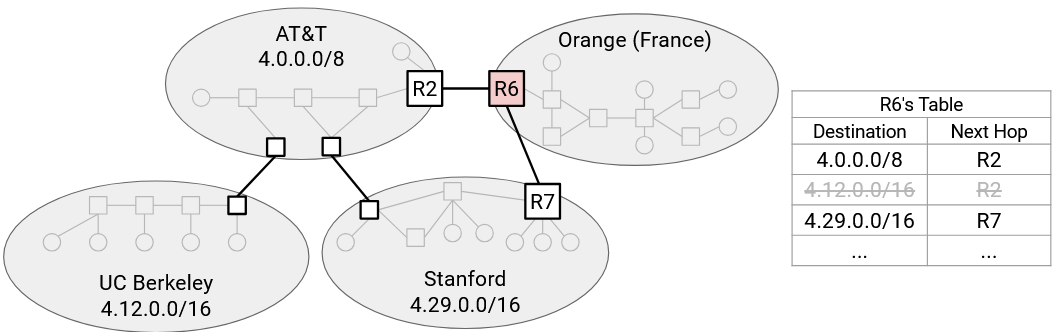 AT&T
4.0.0.0/8
R2
R6
Orange (France)
UC Berkeley
4.12.0.0/16
R7
Stanford
4.29.0.0/16
R6's Table
Destination Next Hop
4.0.0.0/8 R2
4.12.0.0/16 R2
4.29.0.0/16 R7
... ...